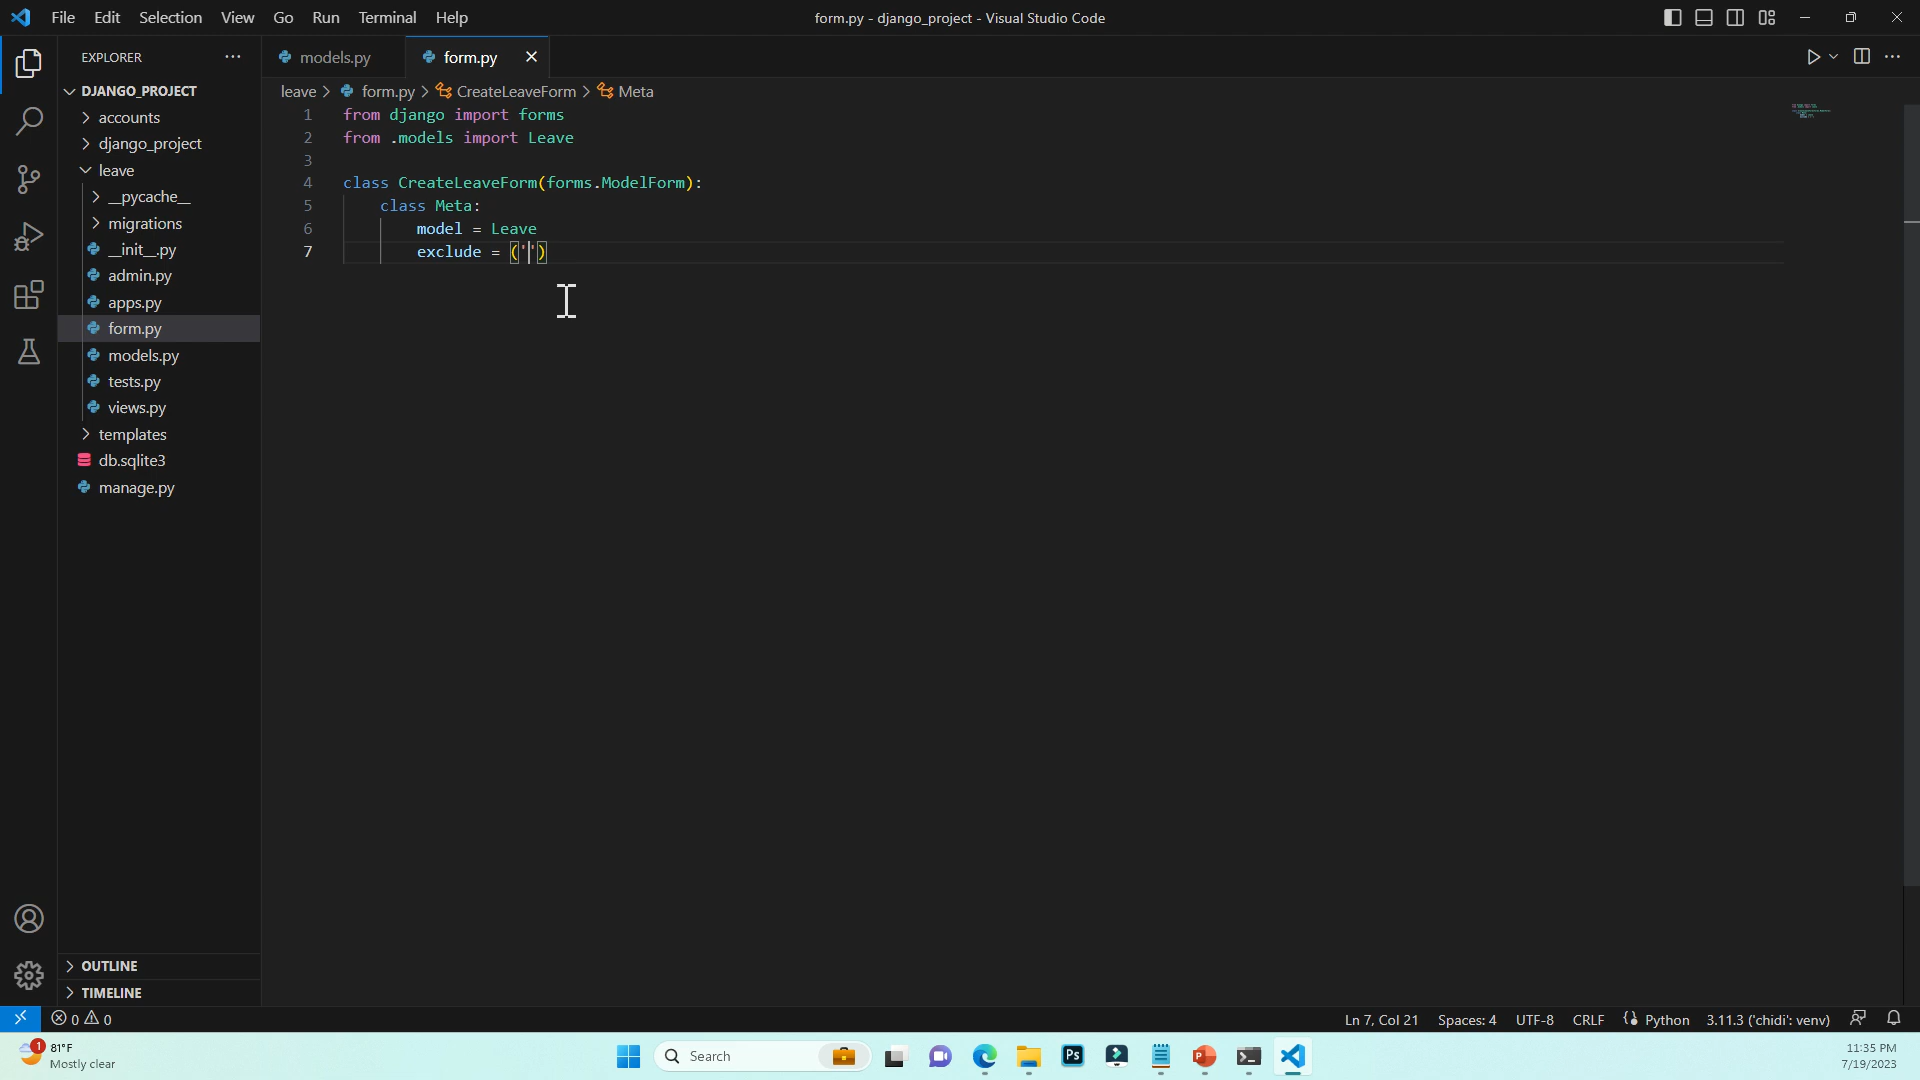 File Edit Selection View Go Run Terminal Help
form.py - django_project - Visual Studio Code
EXPLORER
DJANGO_PROJECT
accounts
django_project
leave
__pycache__
migrations
__init__.py
admin.py
apps.py
form.py
models.py
tests.py
views.py
templates
db.sqlite3
manage.py
OUTLINE
TIMELINE
models.py form.py
leave > form.py > CreateLeaveForm > Meta
1 from django import forms
2 from .models import Leave
3
4 class CreateLeaveForm(forms.ModelForm):
5 class Meta:
6 model = Leave
7 exclude = ('')
0 0
Ln 7, Col 21 Spaces: 4 UTF-8 CRLF Python 3.11.3 ('chidi': venv)
1
81°F
Mostly clear
Search
Ps
P
11:35 PM
7/19/2023